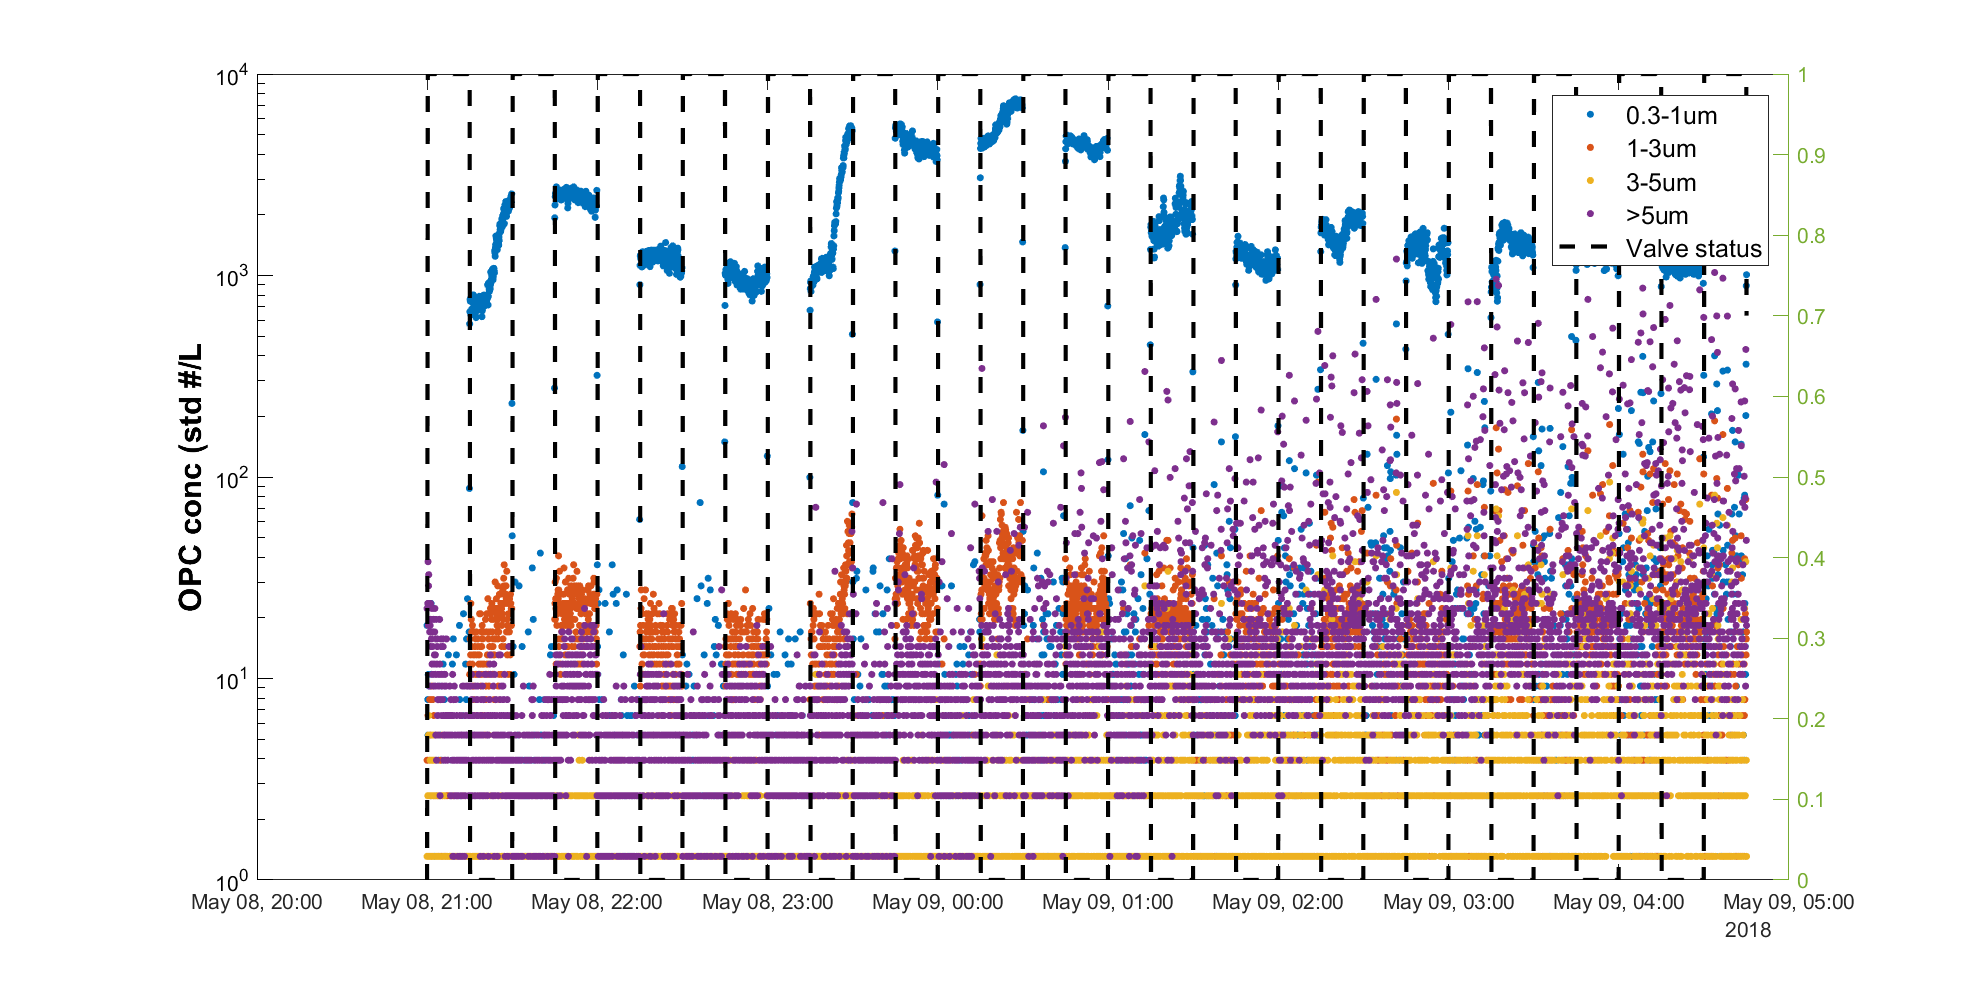 OPC conc (std #/L
10^4
10^3
10^2
10^1
10^0
1
0.9
0.8
0.7
0.6
0.5
0.4
0.3
0.2
0.1
0
0.3-1um
1-3um
3-5um
>5um
Valve status
May 08, 20:00
May 08, 21:00
May 08, 22:00
May 08, 23:00
May 09, 00:00
May 09, 01:00
May 09, 02:00
May 09, 03:00
May 09, 04:00
May 09, 05:00
2018